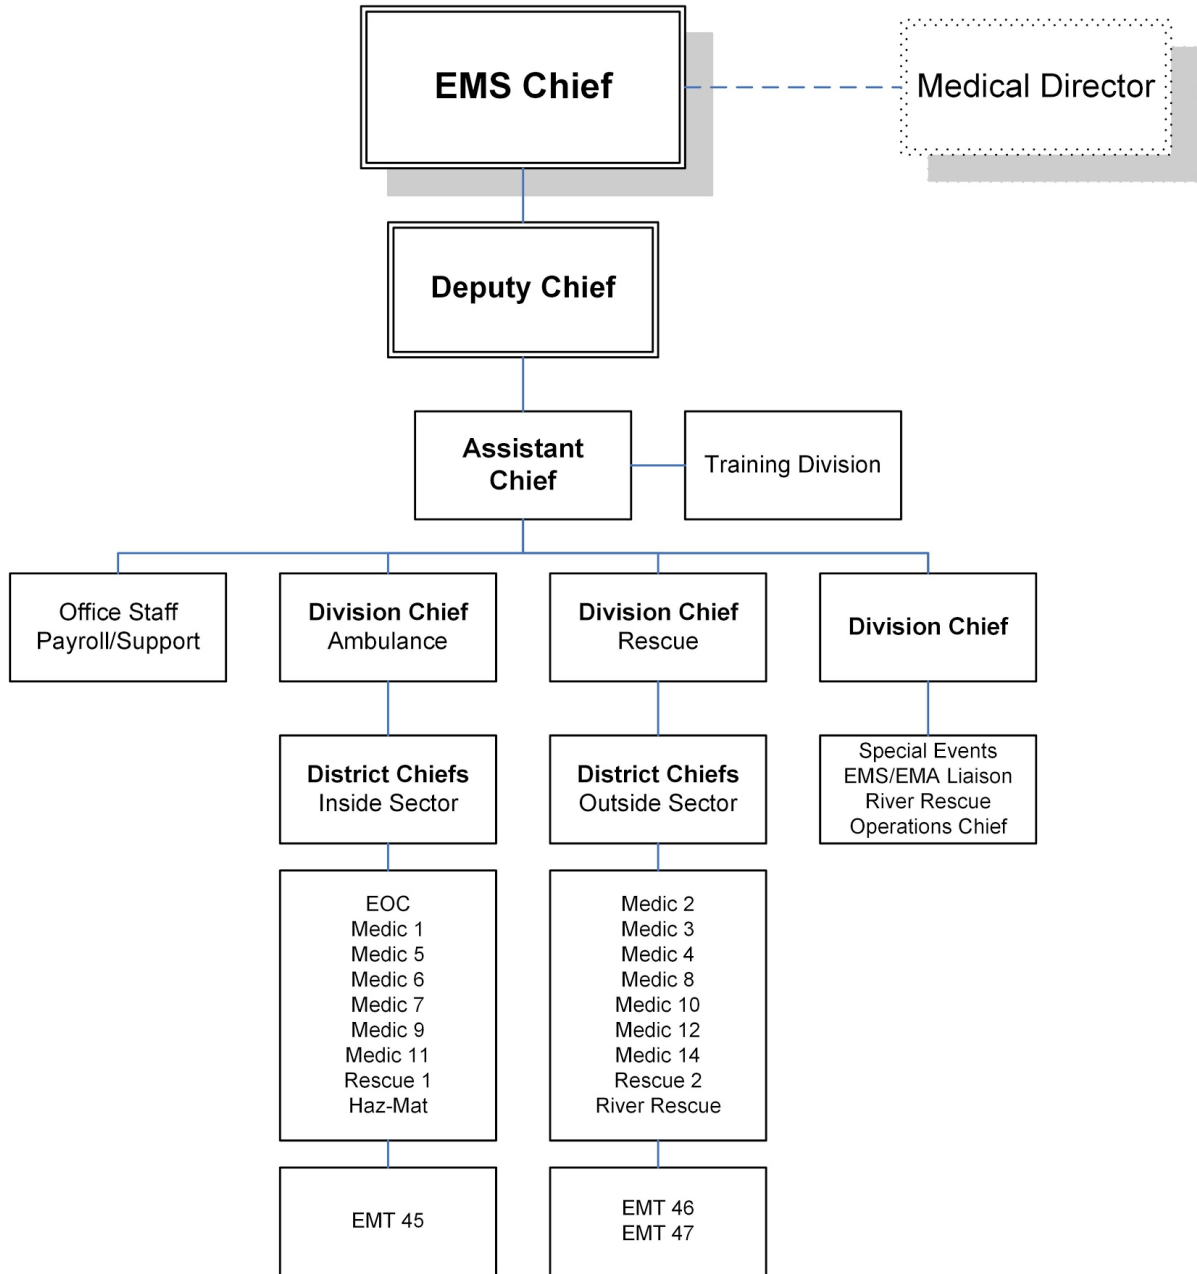 EMS Chief
Medical Director
Deputy Chief
Assistant
Chief
Training Division
Office Staff
Payroll/Support
Division Chief
Ambulance
Division Chief
Rescue
Division Chief
District Chiefs
Inside Sector
District Chiefs
Outside Sector
Special Events
EMS/EMA Liaison
River Rescue
Operations Chief
EOC
Medic 1
Medic 5
Medic 6
Medic 7
Medic 9
Medic 11
Rescue 1
Haz-Mat
Medic 2
Medic 3
Medic 4
Medic 8
Medic 10
Medic 12
Medic 14
Rescue 2
River Rescue
EMT 45
EMT 46
EMT 47